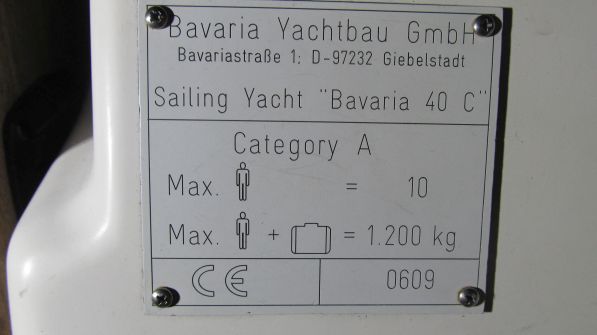 Bavaria Yachtbau GmbH
Bavariastraße 1; D-97232 Giebelstadt
Sailing Yacht "Bavaria 40 C"
Category A
Max. = 10
Max. + = 1.200 kg
CE 0609